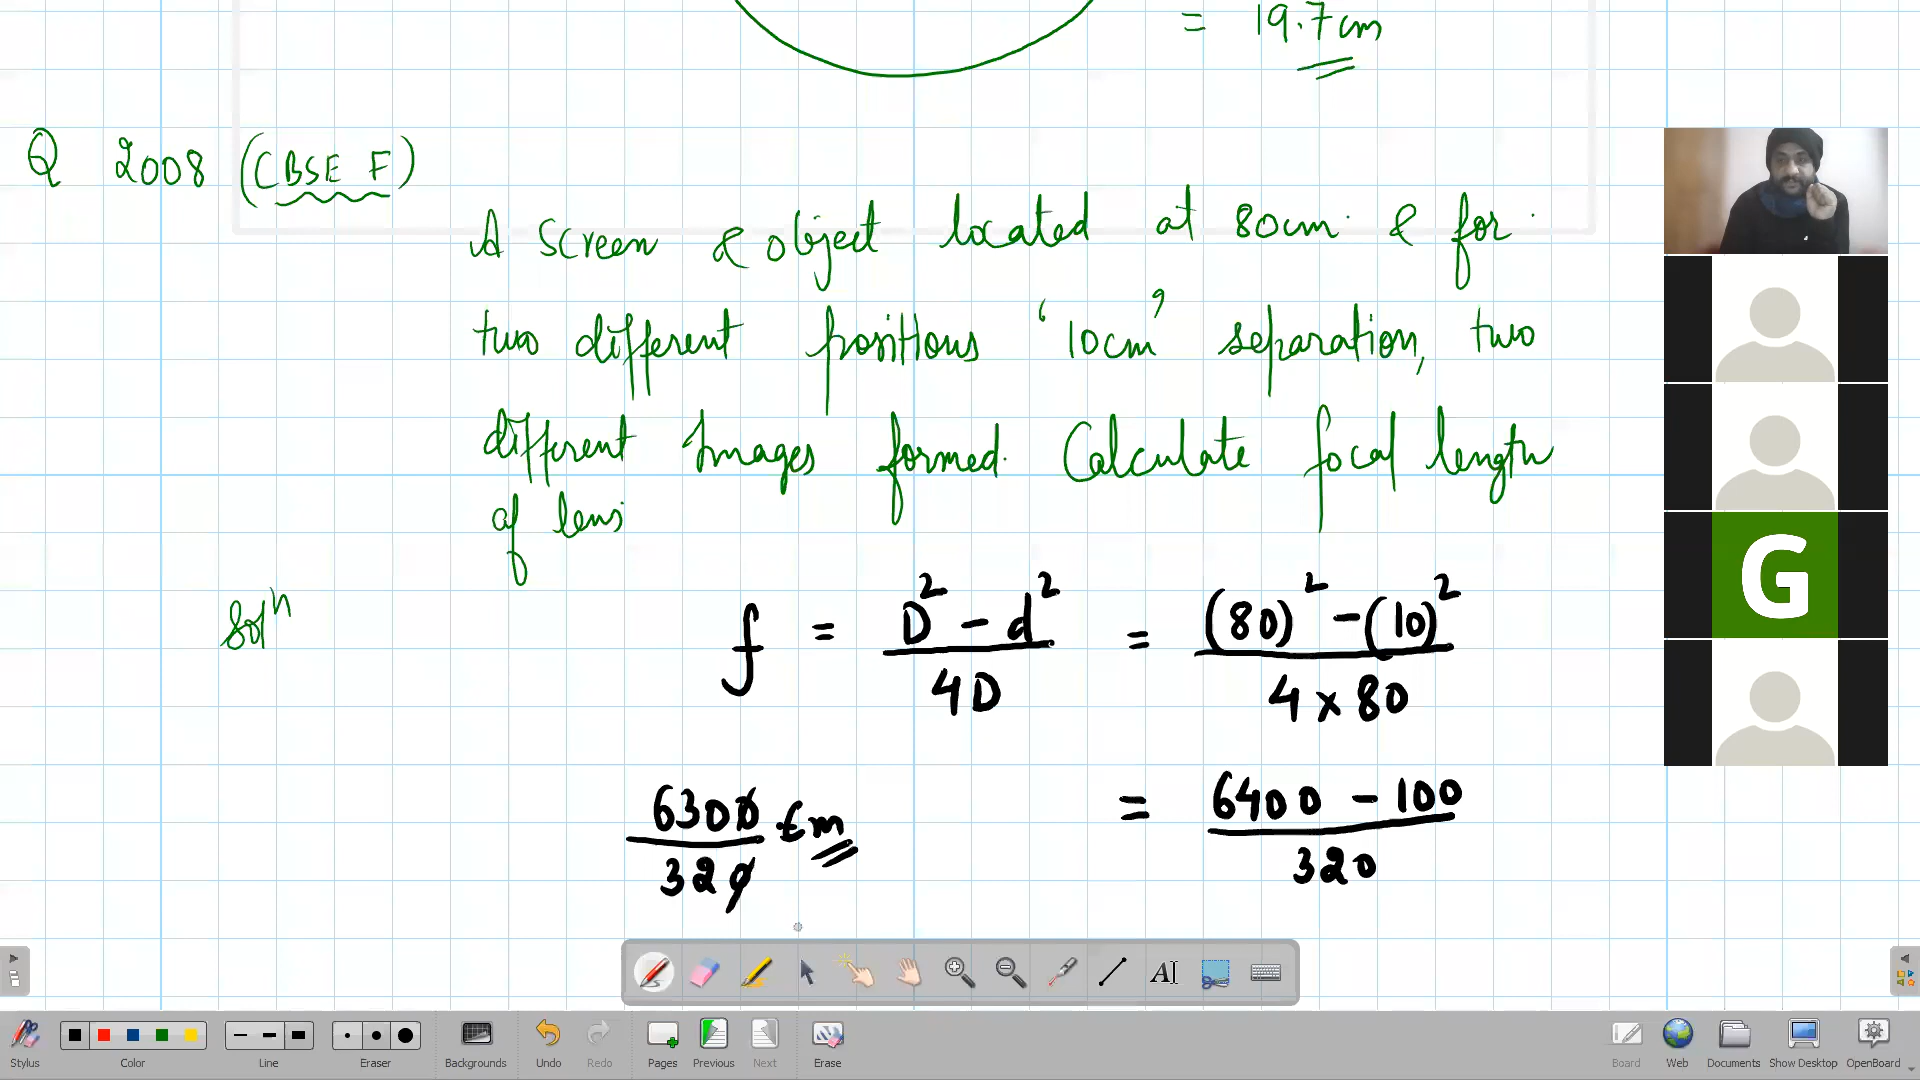 = 19.7cm
Q 2008 (CBSE F)
A screen & object located at 80cm & for
two different positions '10cm' separation, two
different Images formed. Calculate focal length
of lens
Solⁿ
f = D² - d² / 4D = (80)² - (10)² / 4 x 80
= 6400 - 100 / 320
6300 / 320 cm
G
AI
Stylus Color Line Eraser Backgrounds Undo Redo Pages Previous Next Erase Board Web Documents Show Desktop OpenBoard